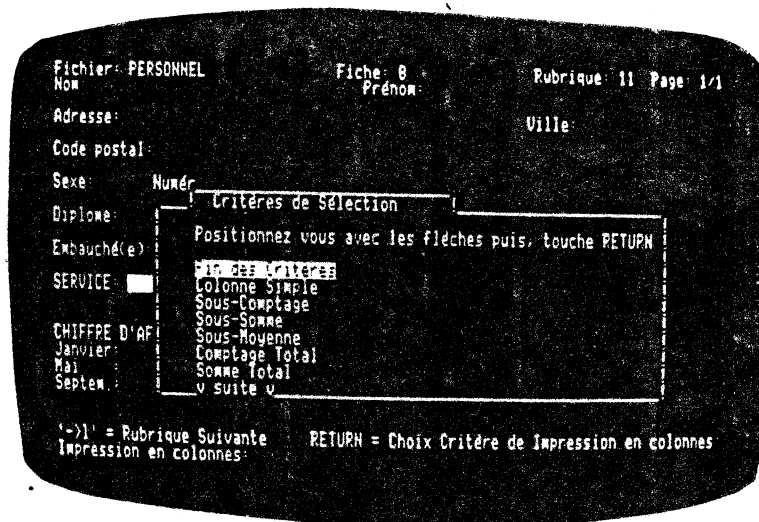 Fichier: PERSONNEL Fiche: 8 Rubrique: 11 Page: 1/1
Nom Prénom:
Adresse: Ville:
Code postal:
Sexe: Numér
Critères de Sélection
Diplome:
Positionnez vous avec les flèches puis, touche RETURN
Embauché(e):
Fin des Critères
SERVICE: Colonne Simple
Sous-Comptage
Sous-Somme
CHIFFRE D'AF Sous-Moyenne
Janvier: Comptage Total
Mai : Somme Total
Septem.: v suite v
'->l' = Rubrique Suivante RETURN = Choix Critère de Impression en colonnes
Impression en colonnes: